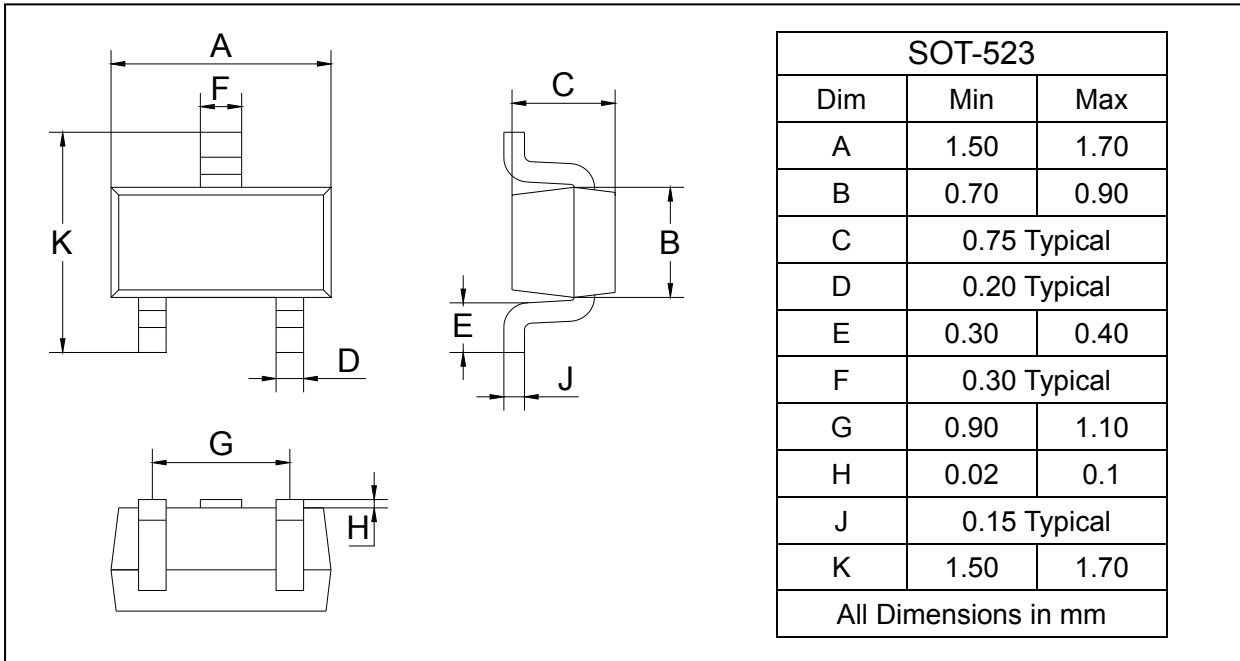 A
F
K
D
C
B
E
J
G
H
SOT-523
Dim Min Max
A 1.50 1.70
B 0.70 0.90
C 0.75 Typical
D 0.20 Typical
E 0.30 0.40
F 0.30 Typical
G 0.90 1.10
H 0.02 0.1
J 0.15 Typical
K 1.50 1.70
All Dimensions in mm